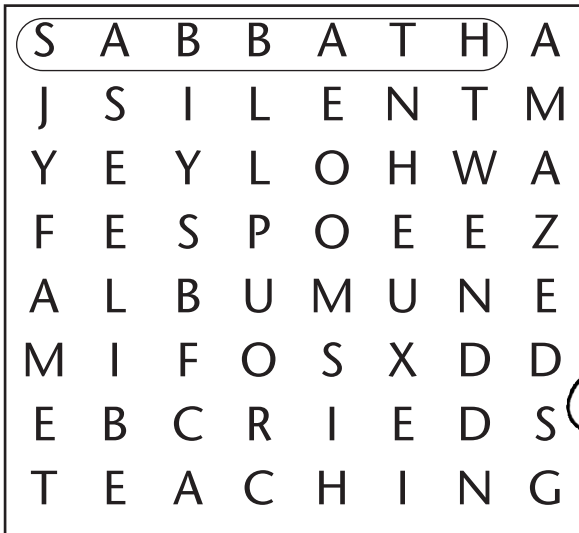 S A B B A T H A
J S I L E N T M
Y E Y L O H W A
F E S P O E E Z
A L B U M U N E
M I F O S X D D
E B C R I E D S
T E A C H I N G